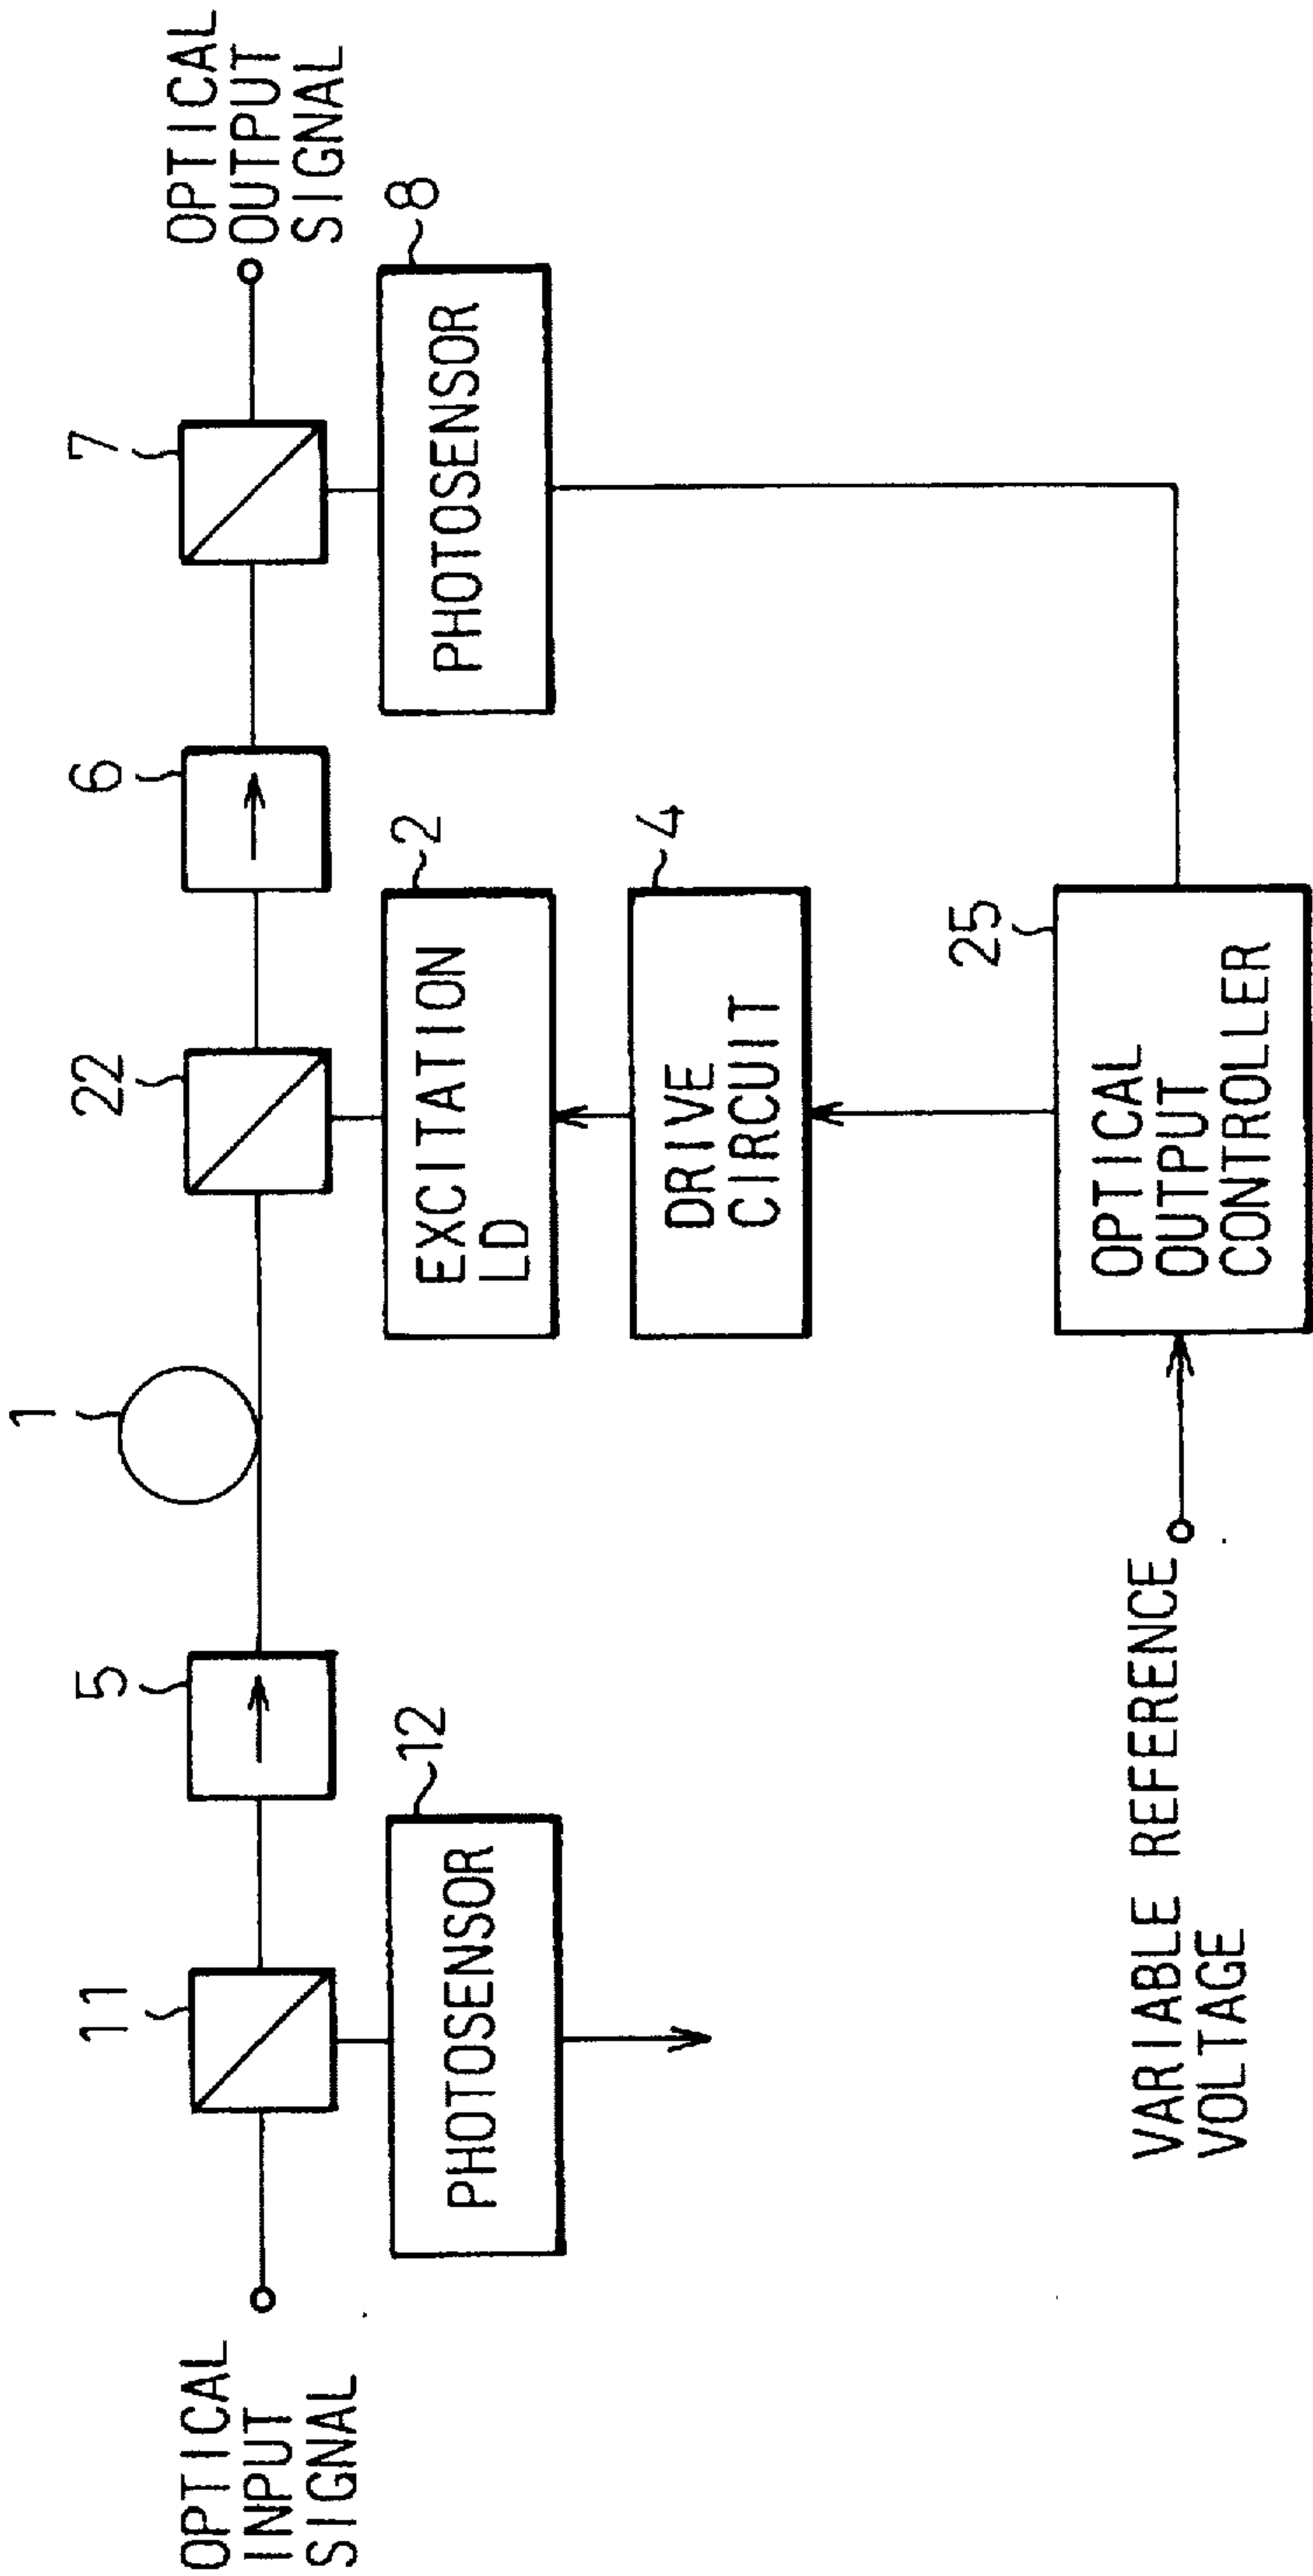 1
7
6
22
5
11
OPTICAL
OUTPUT
SIGNAL
OPTICAL
INPUT
SIGNAL
8
PHOTOSENSOR
2
EXCITATION
LD
12
PHOTOSENSOR
4
DRIVE
CIRCUIT
25
OPTICAL
OUTPUT
CONTROLLER
VARIABLE REFERENCE
VOLTAGE